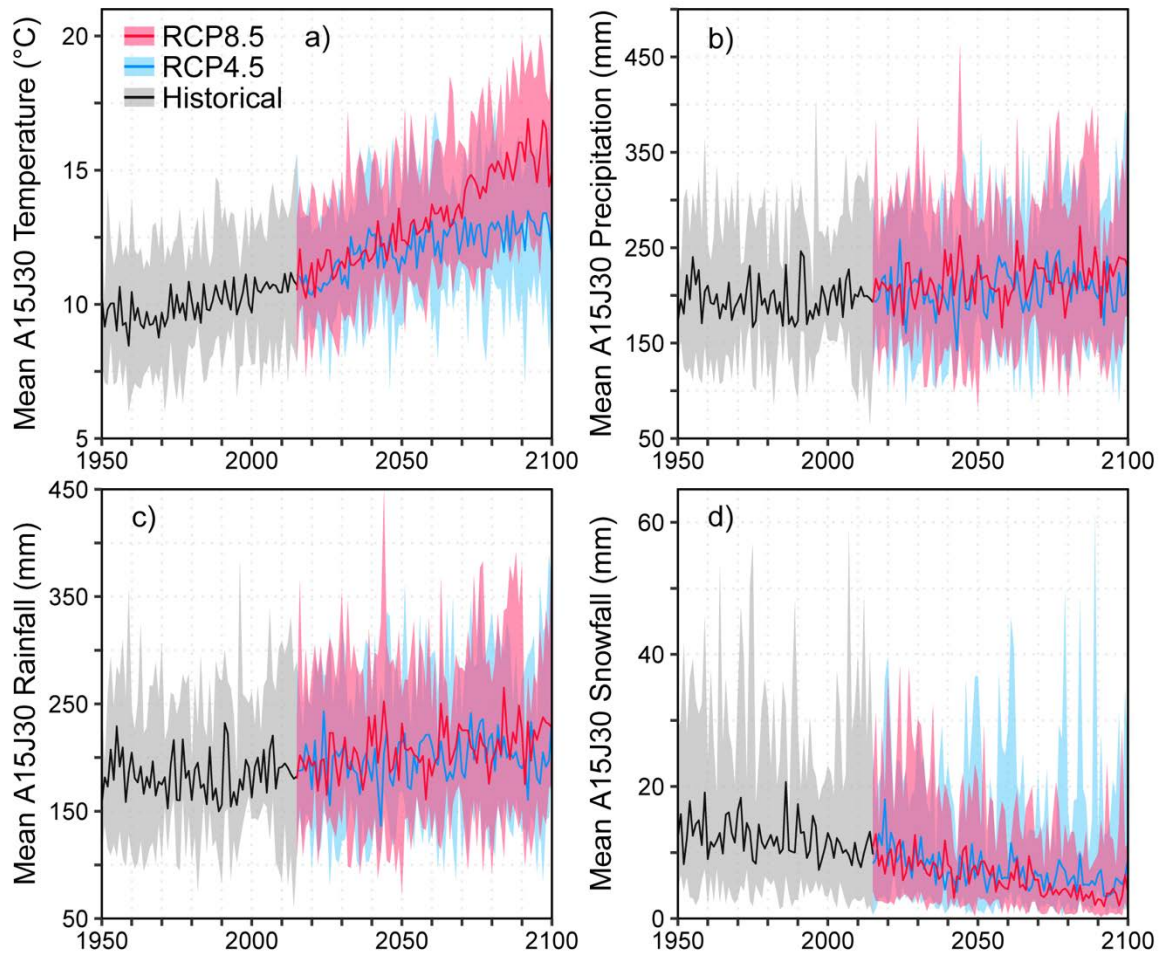 RCP8.5
RCP4.5
Historical
a)
Mean A15J30 Temperature (°C)
20
15
10
5
1950 2000 2050 2100
b)
Mean A15J30 Precipitation (mm)
450
350
250
150
50
1950 2000 2050 2100
c)
Mean A15J30 Rainfall (mm)
450
350
250
150
50
1950 2000 2050 2100
d)
Mean A15J30 Snowfall (mm)
60
40
20
0
1950 2000 2050 2100